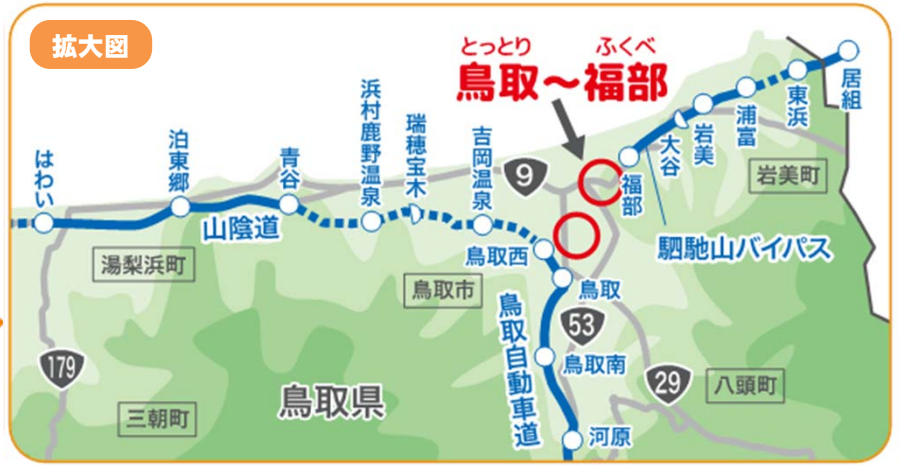 拡大図
とっとり ふくべ
鳥取〜福部
居組
東浜
浦富
岩美
大谷
福部
駟馳山バイパス
岩美町
9
はわい
泊東郷
青谷
浜村鹿野温泉
瑞穂宝木
吉岡温泉
山陰道
鳥取西
鳥取
湯梨浜町
鳥取市
鳥取自動車道
53
鳥取南
179
29
八頭町
鳥取県
三朝町
河原